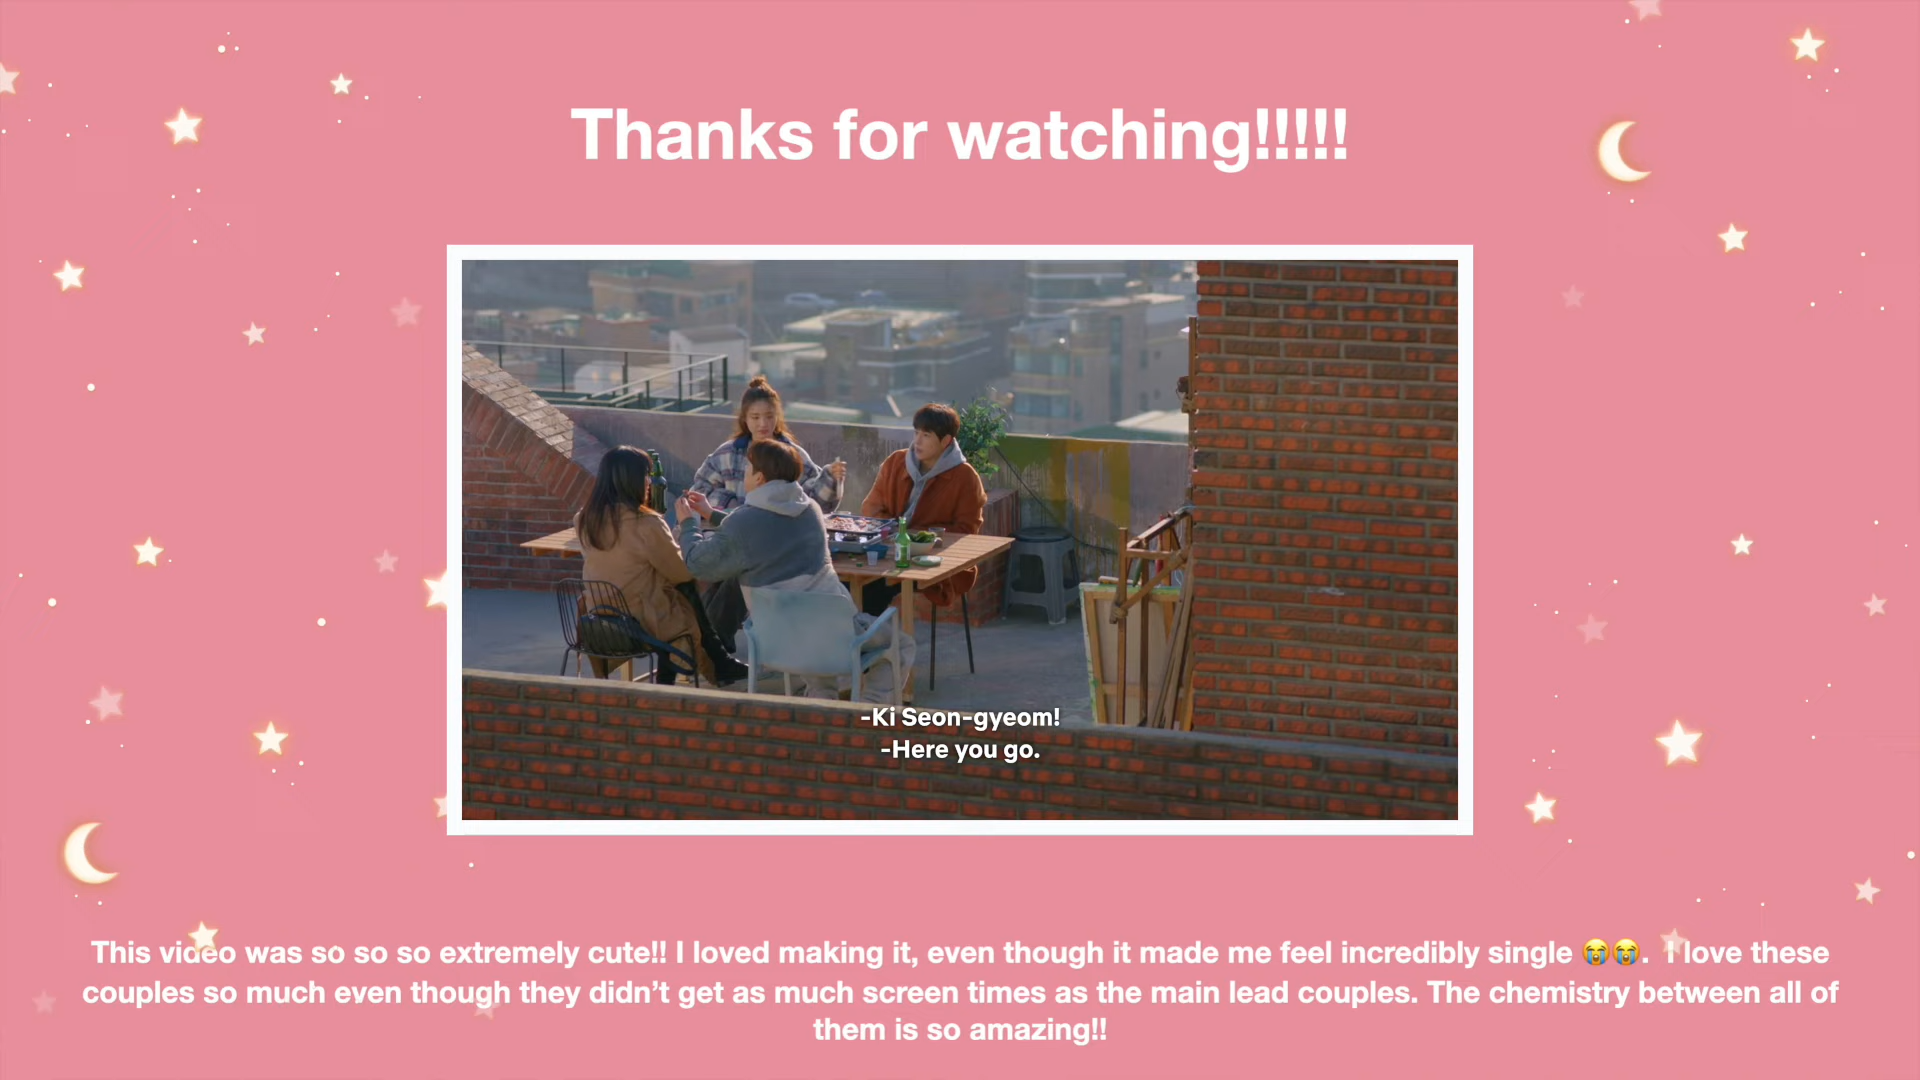 Thanks for watching!!!!!
-Ki Seon-gyeom!
-Here you go.
This video was so so so extremely cute!! I loved making it, even though it made me feel incredibly single 😭😭.  I love these
couples so much even though they didn’t get as much screen times as the main lead couples. The chemistry between all of
them is so amazing!!